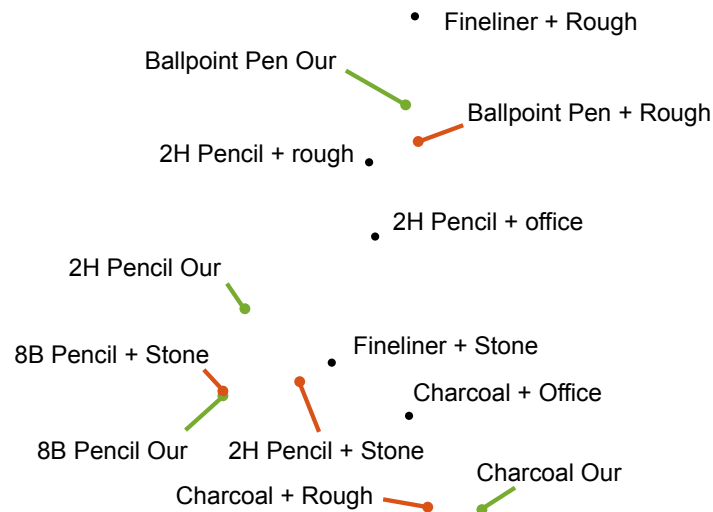 Fineliner + Rough
Ballpoint Pen Our
Ballpoint Pen + Rough
2H Pencil + rough
2H Pencil + office
2H Pencil Our
Fineliner + Stone
8B Pencil + Stone
Charcoal + Office
8B Pencil Our
2H Pencil + Stone
Charcoal Our
Charcoal + Rough